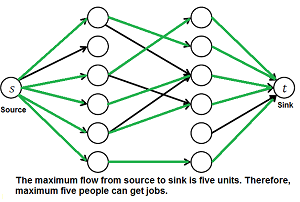 s
t
Source
Sink
The maximum flow from source to sink is five units. Therefore,
maximum five people can get jobs.